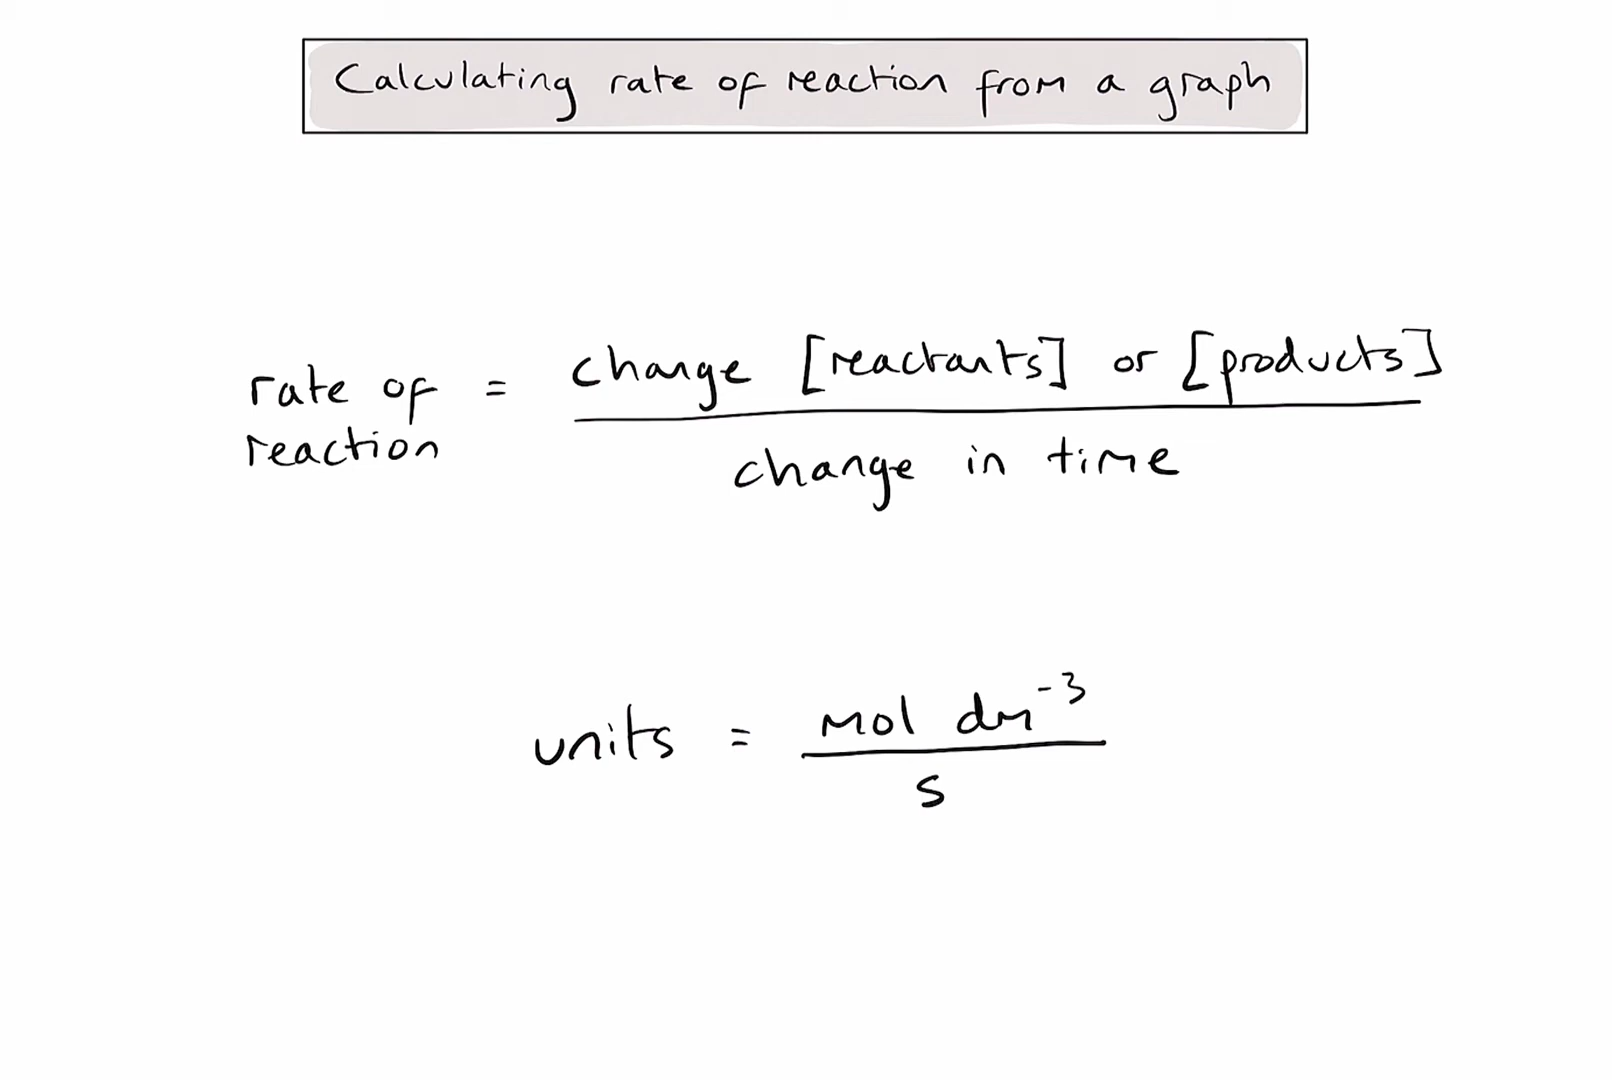 Calculating rate of reaction from a graph
rate of reaction = change [reactants] or [products]
change in time
units = mol dm⁻³
s